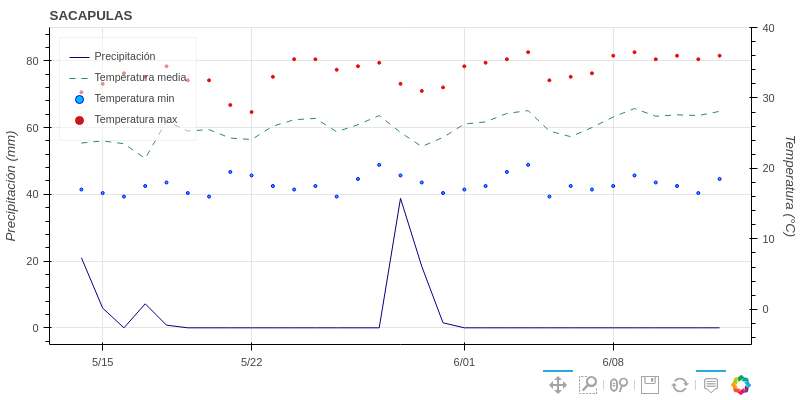 SACAPULAS
Precipitación
Temperatura media
Temperatura min
Temperatura max
80
60
40
20
0
Precipitación (mm)
40
30
20
10
0
Temperatura (°C)
5/15
5/22
6/01
6/08